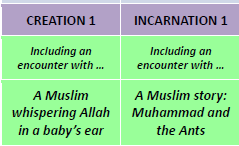 CREATION 1
INCARNATION 1
Including an
encounter with ...
Including an
encounter with ...
A Muslim
whispering Allah
in a baby's ear
A Muslim story:
Muhammad and
the Ants